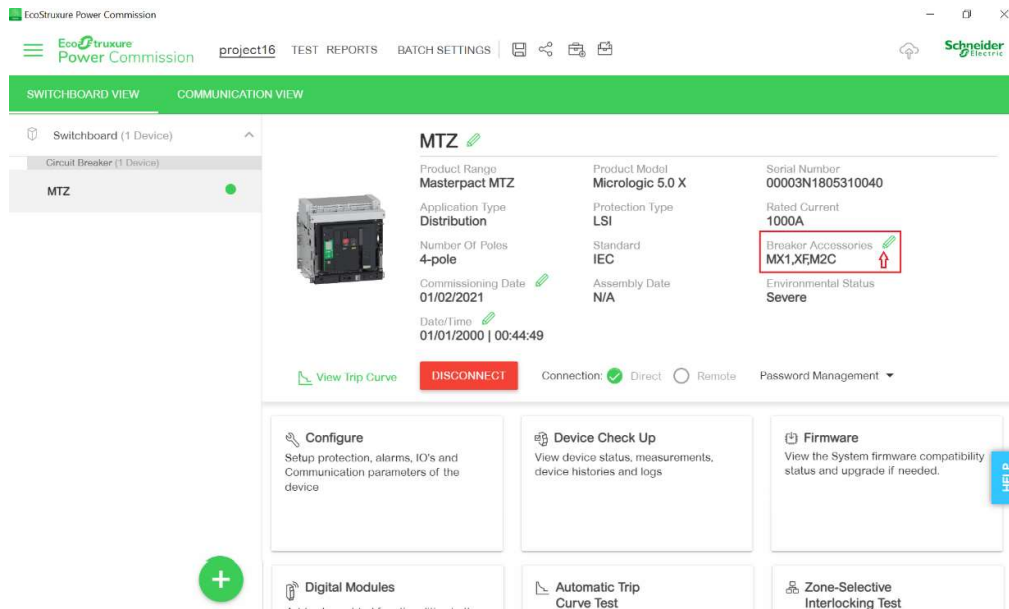 EcoStruxure Power Commission
EcoStruxure
Power Commission
project16 TEST REPORTS BATCH SETTINGS
Schneider
Electric
SWITCHBOARD VIEW COMMUNICATION VIEW
Switchboard (1 Device)
Circuit Breaker (1 Device)
MTZ
MTZ
Product Range
Masterpact MTZ
Product Model
Micrologic 5.0 X
Serial Number
00003N1805310040
Application Type
Distribution
Protection Type
LSI
Rated Current
1000A
Number Of Poles
4-pole
Standard
IEC
Breaker Accessories
MX1,XF,M2C
Commissioning Date
01/02/2021
Assembly Date
N/A
Environmental Status
Severe
Date/Time
01/01/2000 | 00:44:49
View Trip Curve
DISCONNECT
Connection: Direct Remote
Password Management
Configure
Setup protection, alarms, IO's and
Communication parameters of the
device
Device Check Up
View device status, measurements,
device histories and logs
Firmware
View the System firmware compatibility
status and upgrade if needed.
HELP
Digital Modules
Automatic Trip
Curve Test
Zone-Selective
Interlocking Test